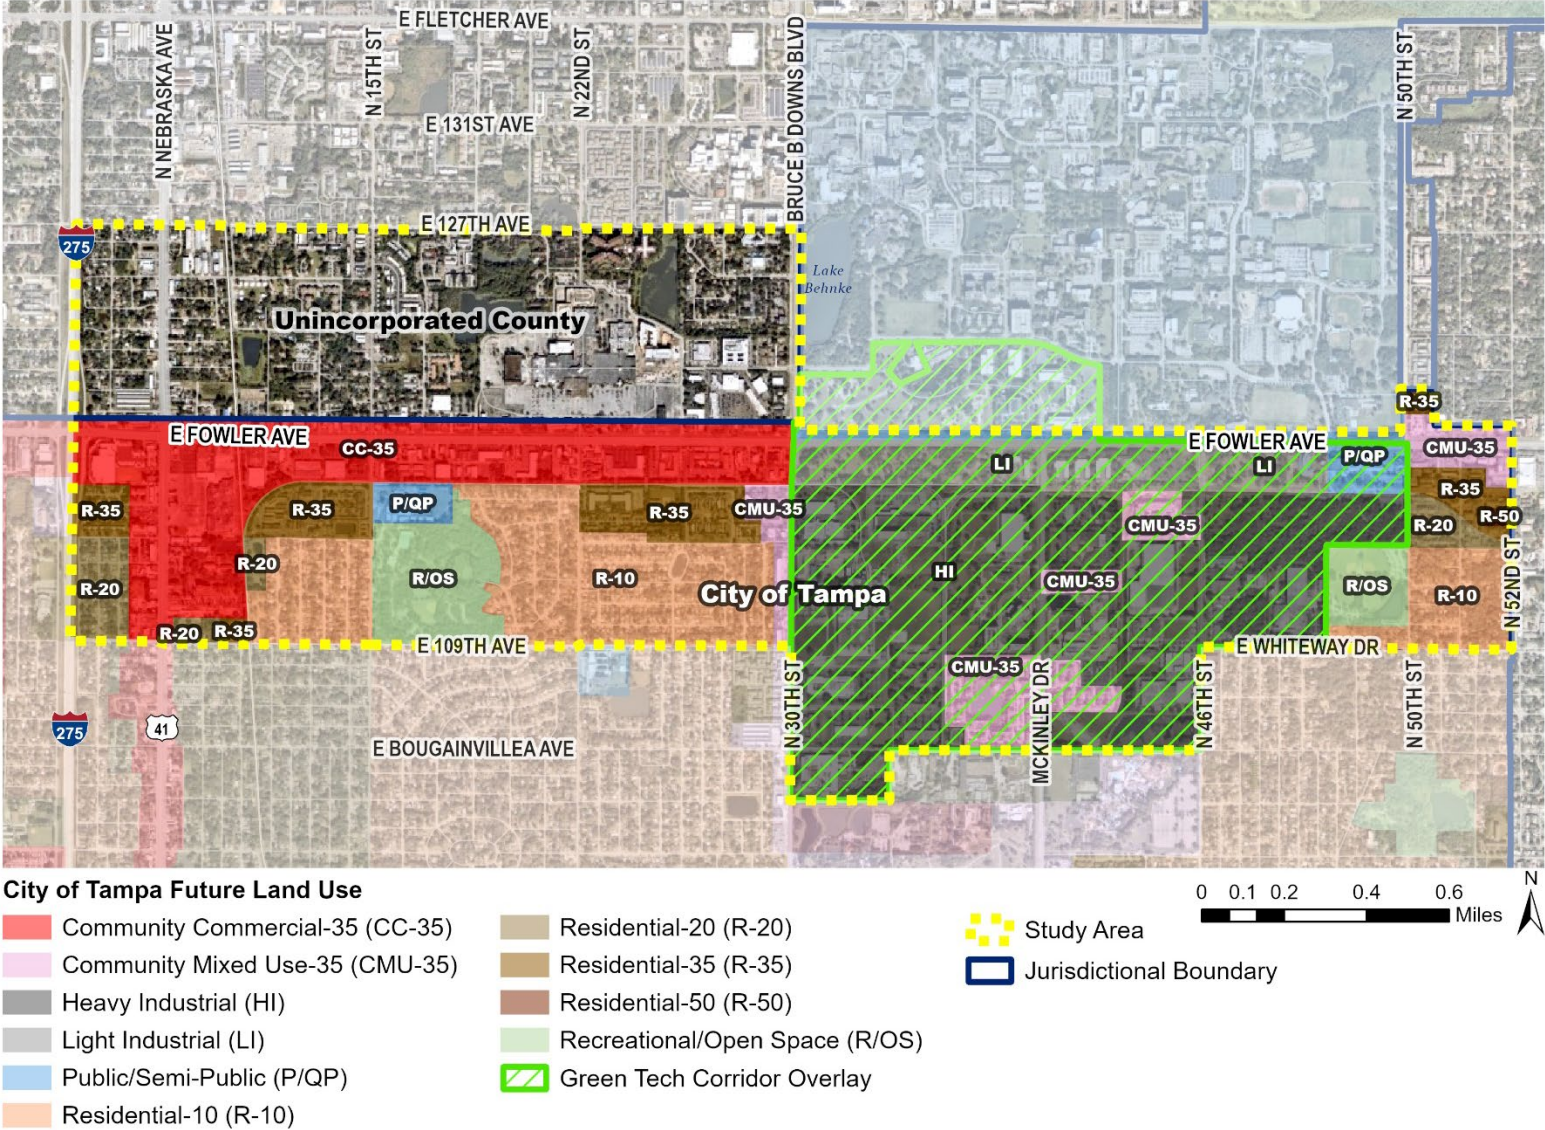 E FLETCHER AVE
N NEBRASKA AVE
N 15TH ST
N 22ND ST
BRUCE B DOWNS BLVD
N 50TH ST
E 131ST AVE
E 127TH AVE
275
Lake
Behnke
Unincorporated County
R-35
E FOWLER AVE
E FOWLER AVE
CC-35
LI
LI
P/QP
CMU-35
R-35
R-35
P/QP
R-35
CMU-35
CMU-35
R-35
R-20
R-50
R-20
R-20
R/OS
R-10
HI
CMU-35
R/OS
R-10
City of Tampa
N 52ND ST
R-20
R-35
E 109TH AVE
E WHITEWAY DR
CMU-35
N 30TH ST
MCKINLEY DR
N 46TH ST
N 50TH ST
275
41
E BOUGAINVILLEA AVE
City of Tampa Future Land Use
Community Commercial-35 (CC-35)
Community Mixed Use-35 (CMU-35)
Heavy Industrial (HI)
Light Industrial (LI)
Public/Semi-Public (P/QP)
Residential-10 (R-10)
Residential-20 (R-20)
Residential-35 (R-35)
Residential-50 (R-50)
Recreational/Open Space (R/OS)
Green Tech Corridor Overlay
Study Area
Jurisdictional Boundary
0 0.1 0.2 0.4 0.6
Miles
N